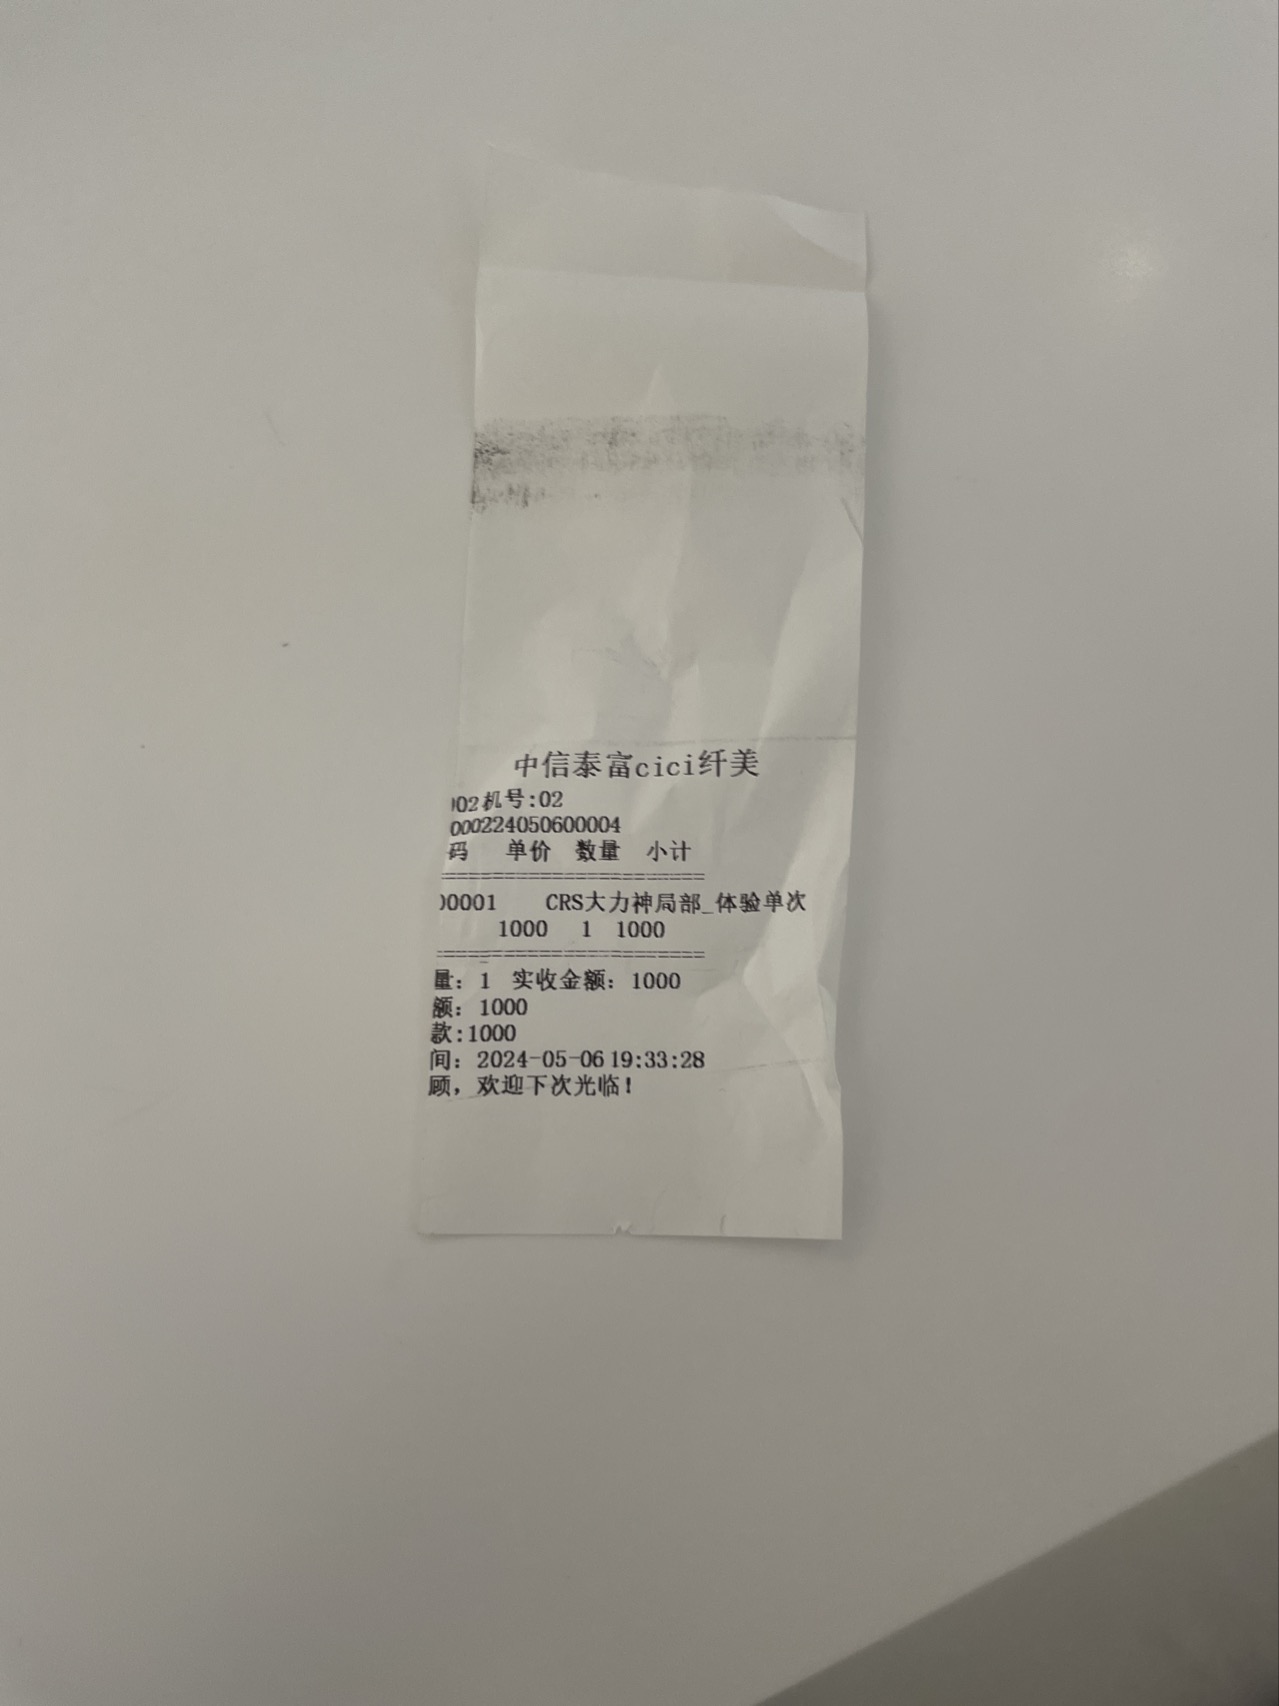 中信泰富cici纤美
02机号:02
000224050600004
码 单价 数量 小计
========================
00001 CRS大力神局部_体验单次
1000 1 1000
========================
量: 1 实收金额: 1000
额: 1000
款:1000
间: 2024-05-06 19:33:28
顾, 欢迎下次光临!